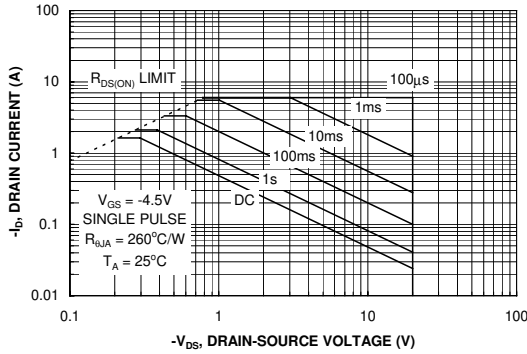 100
10
1
0.1
0.01
-I_D, DRAIN CURRENT (A)
R_DS(ON) LIMIT
100µs
1ms
10ms
100ms
1s
DC
V_GS = -4.5V
SINGLE PULSE
R_θJA = 260°C/W
T_A = 25°C
0.1 1 10 100
-V_DS, DRAIN-SOURCE VOLTAGE (V)